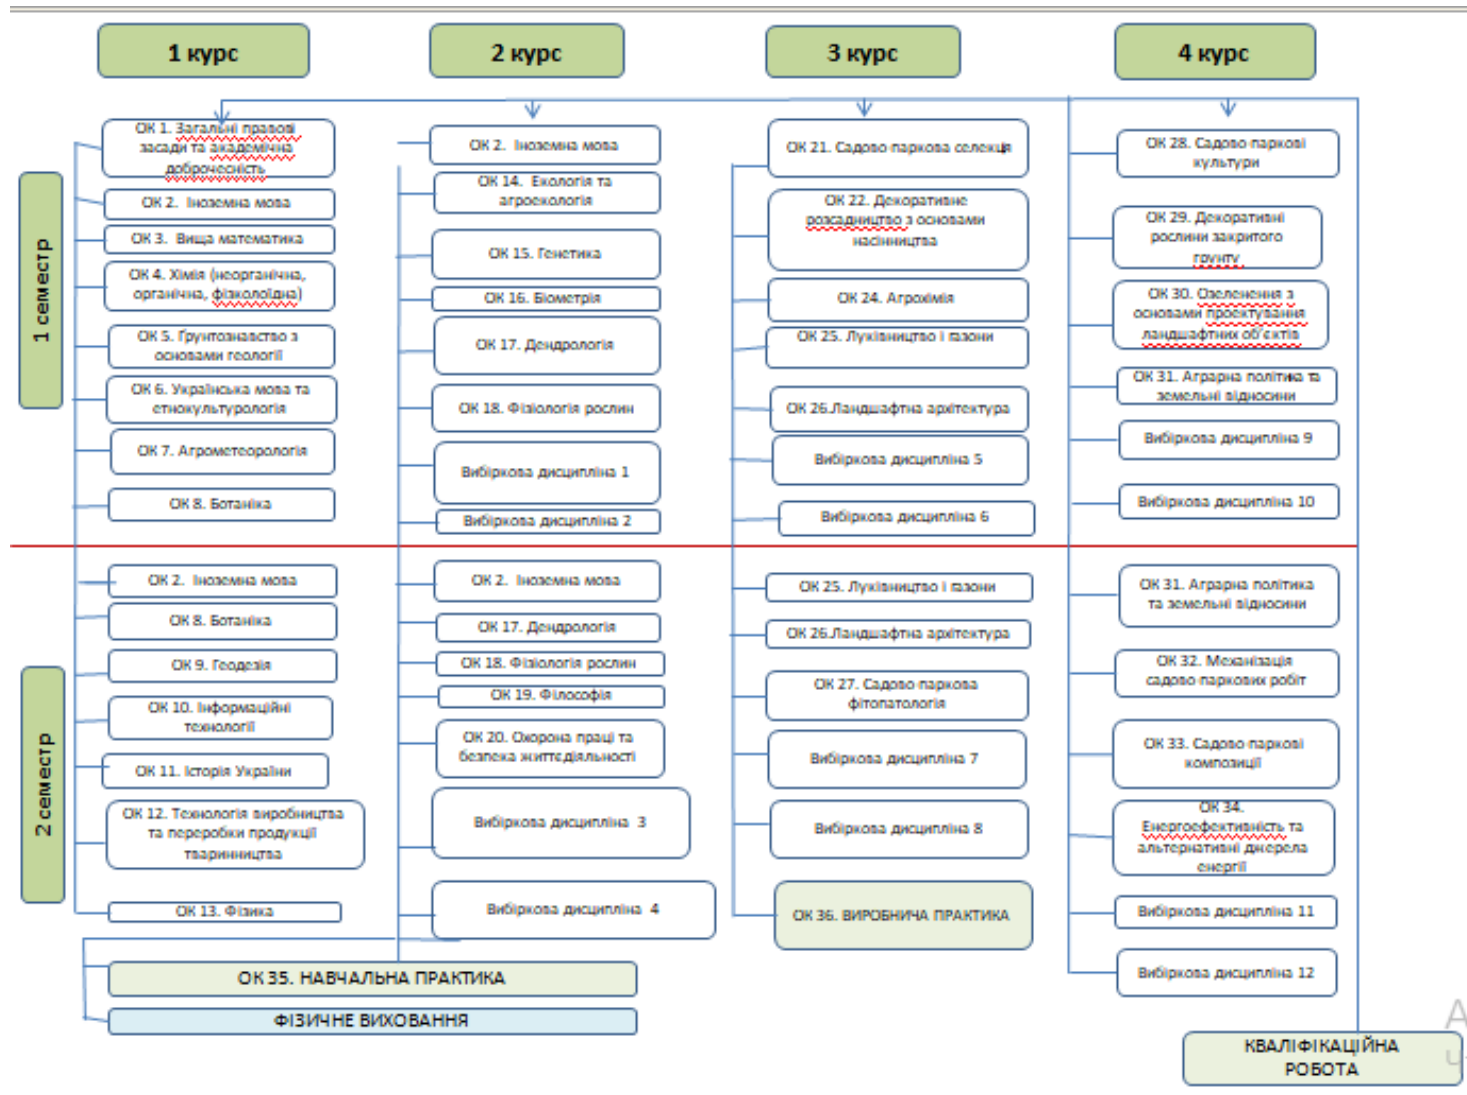 1 курс
2 курс
3 курс
4 курс
1 семестр
ОК 1. Загальні правові
засади та академічна
доброчесність
ОК 2. Іноземна мова
ОК 3. Вища математика
ОК 4. Хімія (неорганічна,
органічна, фізколоїдна)
ОК 5. Грунтознавство з
основами геології
ОК 6. Українська мова та
етнокультурологія
ОК 7. Агрометеорологія
ОК 8. Ботаніка
ОК 2. Іноземна мова
ОК 14. Екологія та
агроекологія
ОК 15. Генетика
ОК 16. Біометрія
ОК 17. Дендрологія
ОК 18. Фізіологія рослин
Вибіркова дисципліна 1
Вибіркова дисципліна 2
ОК 21. Садово паркова селекція
ОК 22. Декоративне
розсадництво з основами
насінництва
ОК 24. Агрохімія
ОК 25. Луківництво і газони
ОК 26.Ландшафтна архітектура
Вибіркова дисципліна 5
Вибіркова дисципліна 6
ОК 28. Садово паркові
культури
ОК 29. Декоративні
рослини закритого
грунту
ОК 30. Озеленення з
основами проектування
ландшафтних об'єктів
ОК 31. Аграрна політика та
земельні відносини
Вибіркова дисципліна 9
Вибіркова дисципліна 10
2 семестр
ОК 2. Іноземна мова
ОК 8. Ботаніка
ОК 9. Геодезія
ОК 10. Інформаційні
технології
ОК 11. Історія України
ОК 12. Технологія виробництва
та переробки продукції
тваринництва
ОК 13. Фізика
ОК 2. Іноземна мова
ОК 17. Дендрологія
ОК 18. Фізіологія рослин
ОК 19. Філософія
ОК 20. Охорона праці та
безпека життєдіяльності
Вибіркова дисципліна 3
Вибіркова дисципліна 4
ОК 25. Луківництво і газони
ОК 26.Ландшафтна архітектура
ОК 27. Садово паркова
фітопатологія
Вибіркова дисципліна 7
Вибіркова дисципліна 8
ОК 36. ВИРОБНИЧА ПРАКТИКА
ОК 31. Аграрна політика
та земельні відносини
ОК 32. Механізація
садово паркових робіт
ОК 33. Садово паркові
композиції
ОК 34.
Енергоефективність та
альтернативні джерела
енергії
Вибіркова дисципліна 11
Вибіркова дисципліна 12
ОК 35. НАВЧАЛЬНА ПРАКТИКА
ФІЗИЧНЕ ВИХОВАННЯ
КВАЛІФІКАЦІЙНА
РОБОТА